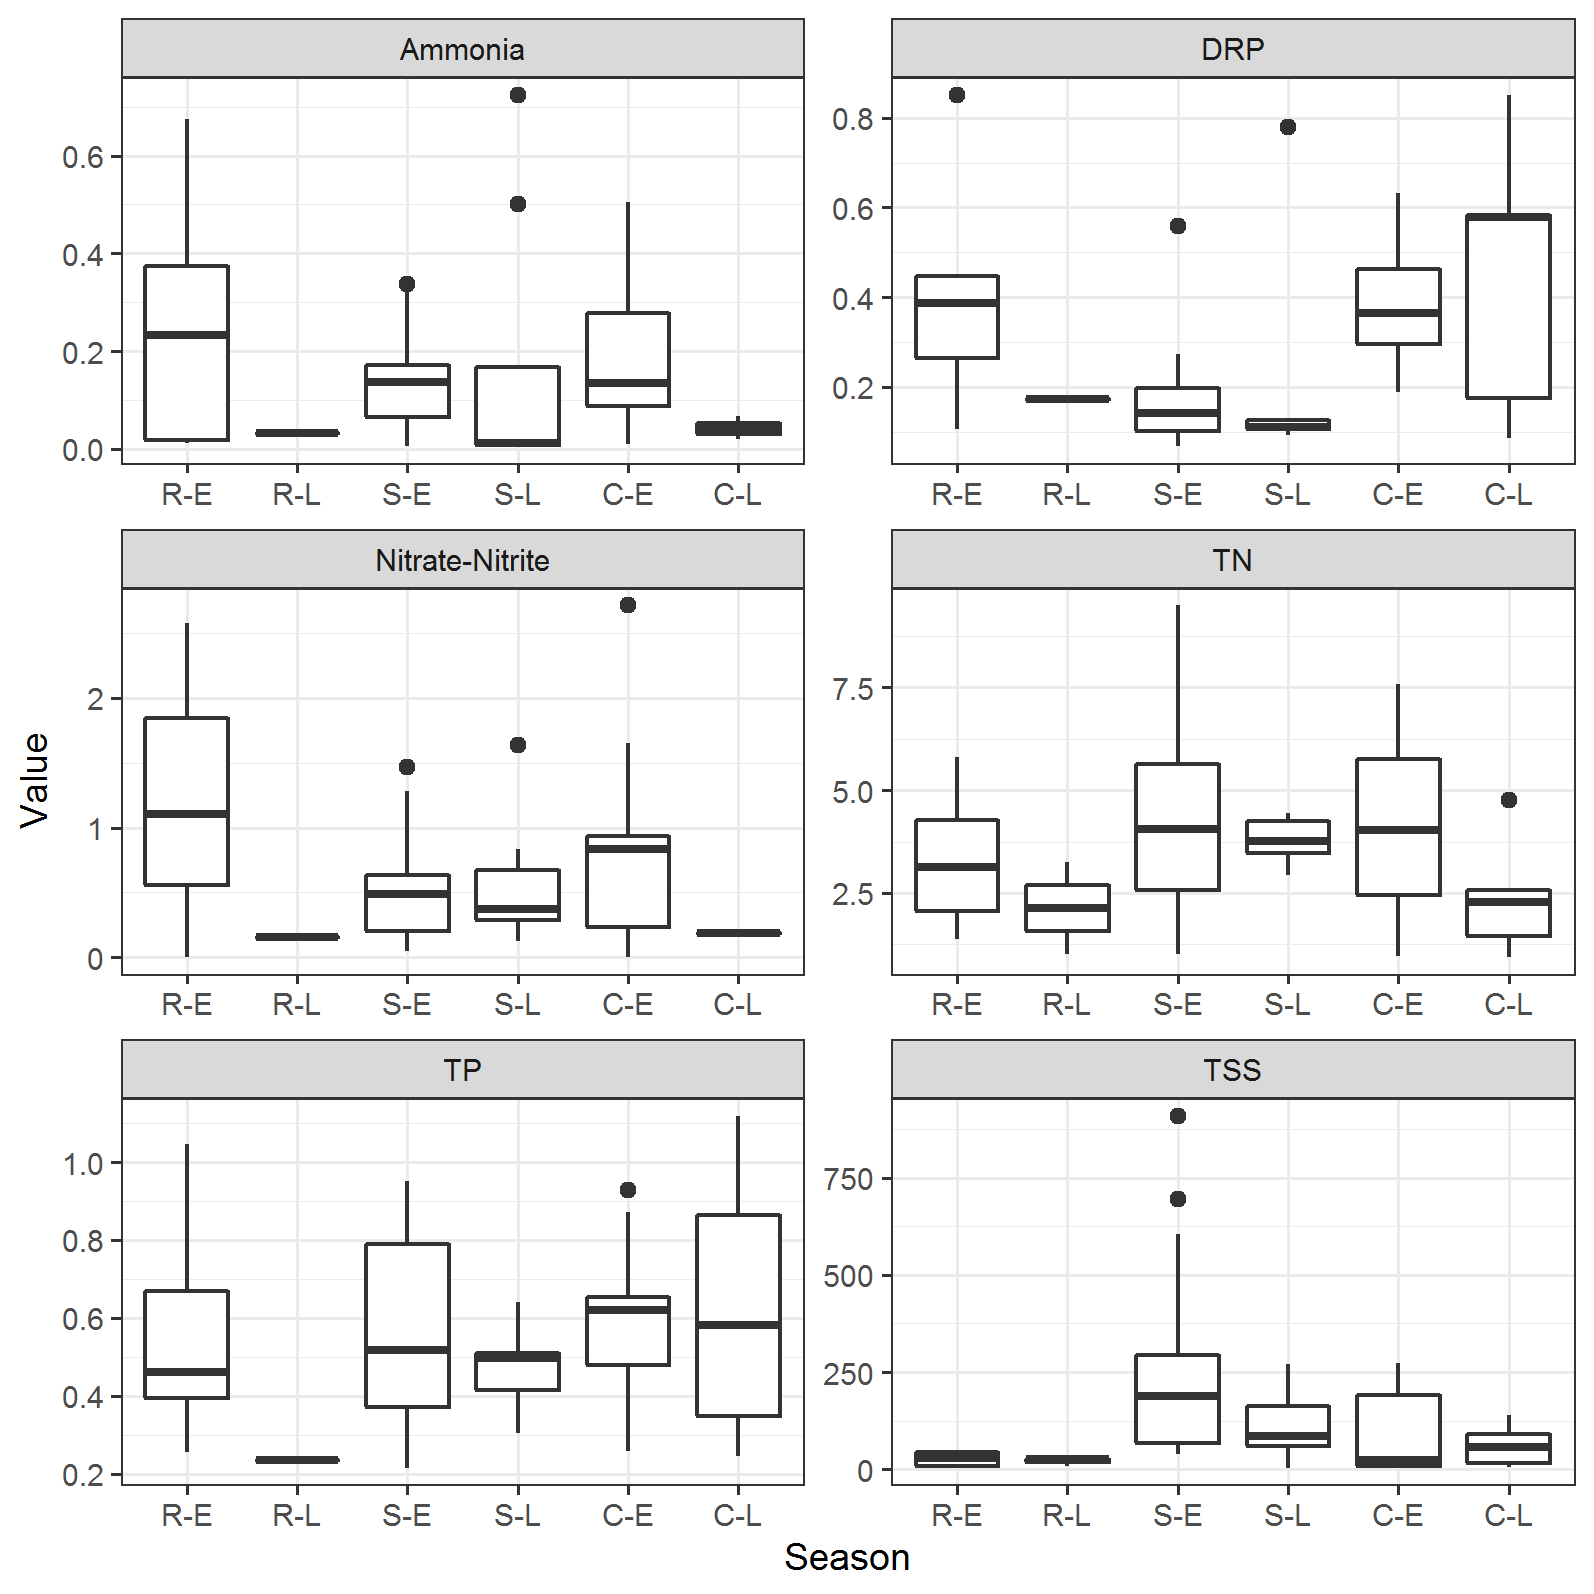 Ammonia
DRP
0.6
0.4
0.2
0.0
0.8
0.6
0.4
0.2
R-E R-L S-E S-L C-E C-L
R-E R-L S-E S-L C-E C-L
Nitrate-Nitrite
TN
2
1
0
7.5
5.0
2.5
R-E R-L S-E S-L C-E C-L
R-E R-L S-E S-L C-E C-L
Value
TP
TSS
1.0
0.8
0.6
0.4
0.2
750
500
250
0
R-E R-L S-E S-L C-E C-L
R-E R-L S-E S-L C-E C-L
Season